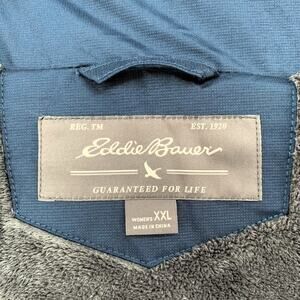 REG. TM EST. 1920
Eddie Bauer
GUARANTEED FOR LIFE
WOMEN'S XXL
MADE IN CHINA